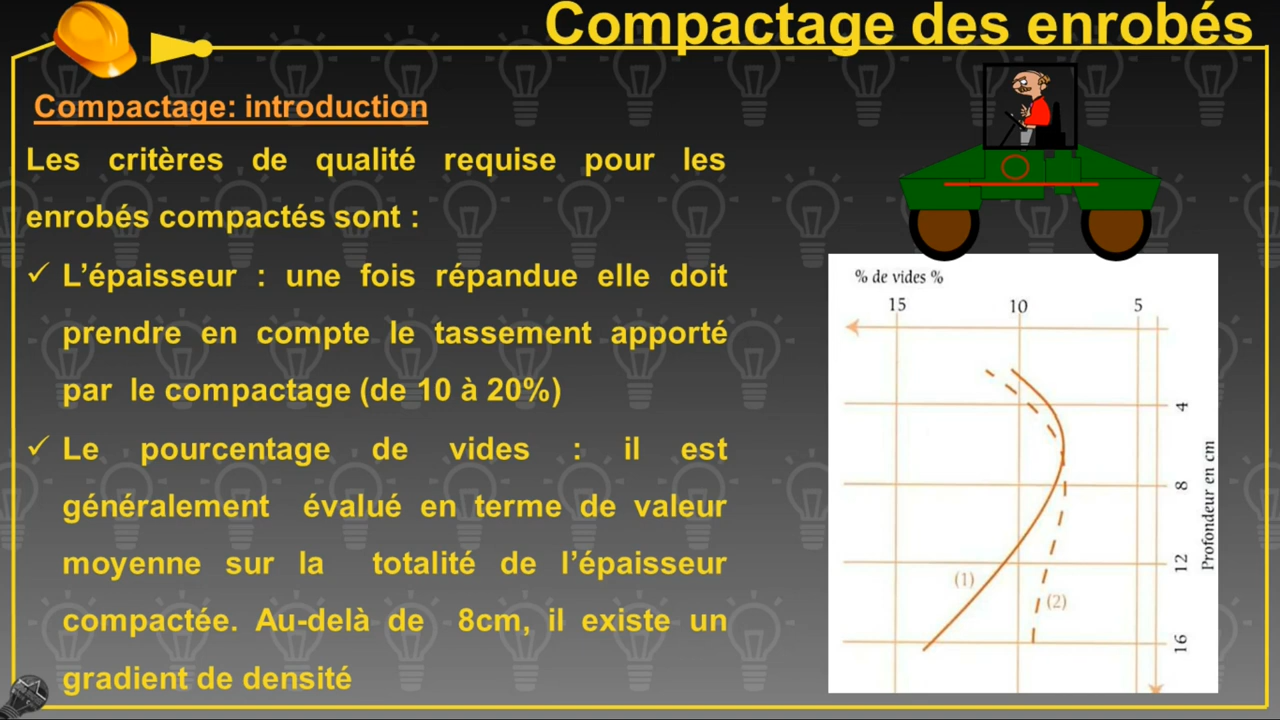 Compactage des enrobés
Compactage: introduction
Les critères de qualité requise pour les
enrobés compactés sont :
✓ L'épaisseur : une fois répandue elle doit
prendre en compte le tassement apporté
par le compactage (de 10 à 20%)
✓ Le pourcentage de vides : il est
généralement évalué en terme de valeur
moyenne sur la totalité de l'épaisseur
compactée. Au-delà de 8cm, il existe un
gradient de densité
% de vides %
15 10 5
4
8
12
16
Profondeur en cm
(1)
(2)